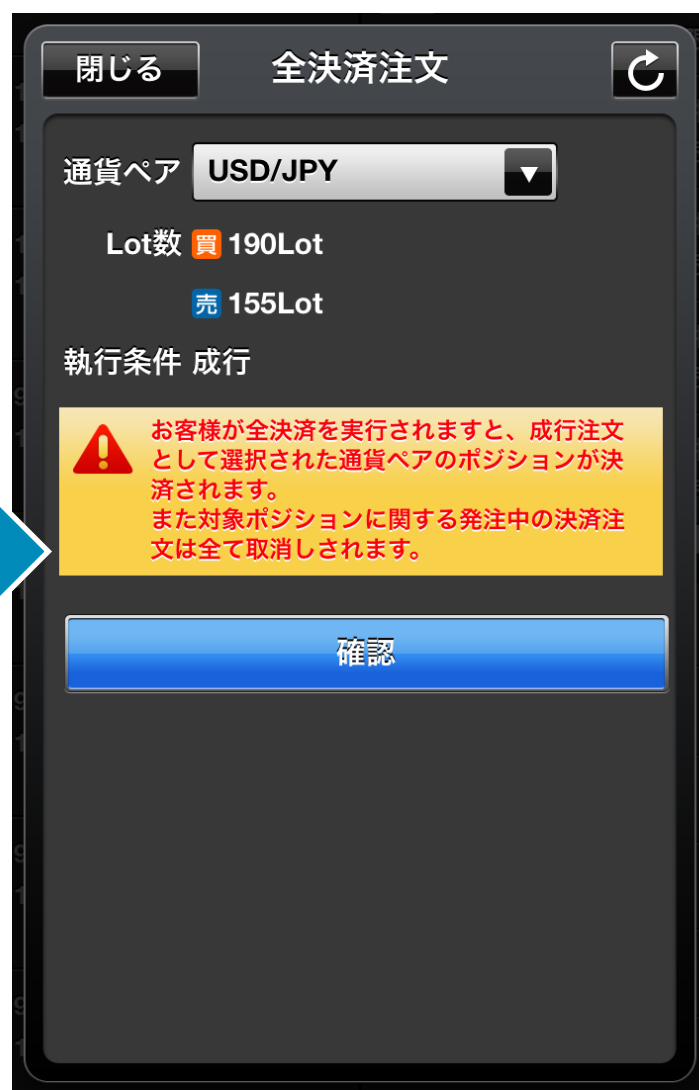 閉じる 全決済注文
通貨ペア USD/JPY
Lot数 買 190Lot
売 155Lot
執行条件 成行
お客様が全決済を実行されますと、成行注文
として選択された通貨ペアのポジションが決
済されます。
また対象ポジションに関する発注中の決済注
文は全て取消しされます。
確認